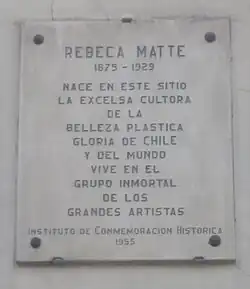 REBECA MATTE
1875 - 1929
NACE EN ESTE SITIO
LA EXCELSA CULTORA
DE LA
BELLEZA PLASTICA
GLORIA DE CHILE
Y DEL MUNDO
VIVE EN EL
GRUPO INMORTAL
DE LOS
GRANDES ARTISTAS
INSTITUTO DE CONMEMORACION HISTORICA
1955